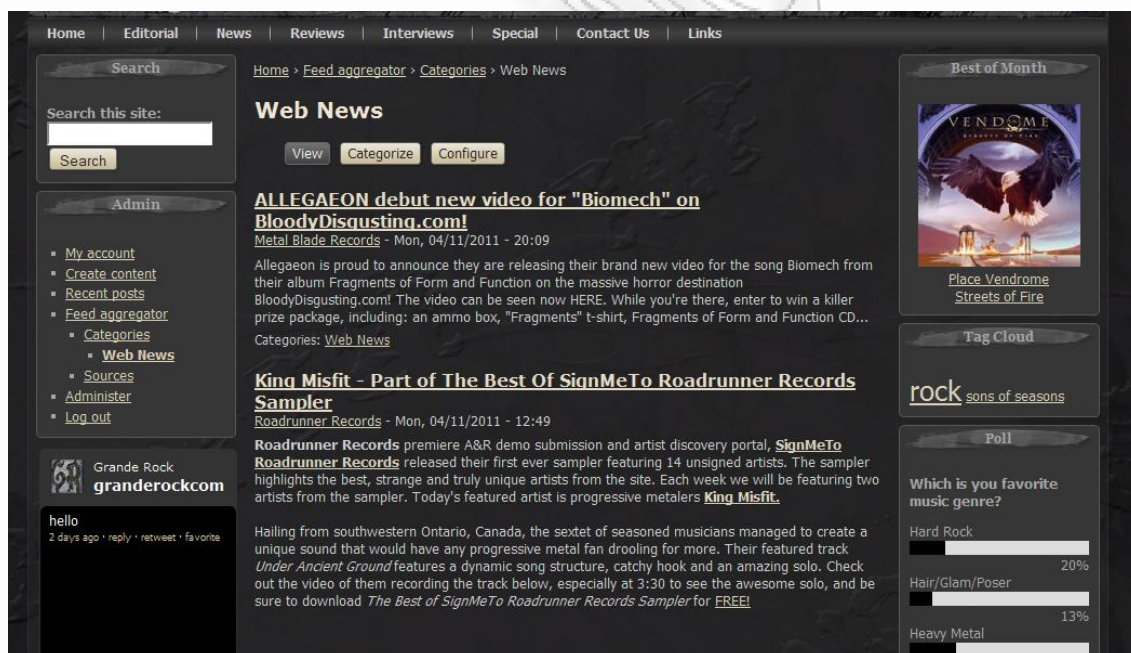 Home | Editorial | News | Reviews | Interviews | Special | Contact Us | Links
Search
Search this site:
Search
Admin
My account
Create content
Recent posts
Feed aggregator
Categories
Web News
Sources
Administer
Log out
Grande Rock
granderockcom
hello
2 days ago · reply · retweet · favorite
Home › Feed aggregator › Categories › Web News
Web News
View Categorize Configure
ALLEGAEON debut new video for "Biomech" on
BloodyDisgusting.com!
Metal Blade Records - Mon, 04/11/2011 - 20:09
Allegaeon is proud to announce they are releasing their brand new video for the song Biomech from
their album Fragments of Form and Function on the massive horror destination
BloodyDisgusting.com! The video can be seen now HERE. While you're there, enter to win a killer
prize package, including: an ammo box, "Fragments" t-shirt, Fragments of Form and Function CD...
Categories: Web News
King Misfit - Part of The Best Of SignMeTo Roadrunner Records
Sampler
Roadrunner Records - Mon, 04/11/2011 - 12:49
Roadrunner Records premiere A&R demo submission and artist discovery portal, SignMeTo
Roadrunner Records released their first ever sampler featuring 14 unsigned artists. The sampler
highlights the best, strange and truly unique artists from the site. Each week we will be featuring two
artists from the sampler. Today's featured artist is progressive metalers King Misfit.
Hailing from southwestern Ontario, Canada, the sextet of seasoned musicians managed to create a
unique sound that would have any progressive metal fan drooling for more. Their featured track
Under Ancient Ground features a dynamic song structure, catchy hook and an amazing solo. Check
out the video of them recording the track below, especially at 3:30 to see the awesome solo, and be
sure to download The Best of SignMeTo Roadrunner Records Sampler for FREE!
Best of Month
VENDOME
STREETS OF FIRE
Place Vendrome
Streets of Fire
Tag Cloud
rock sons of seasons
Poll
Which is you favorite
music genre?
Hard Rock
20%
Hair/Glam/Poser
13%
Heavy Metal